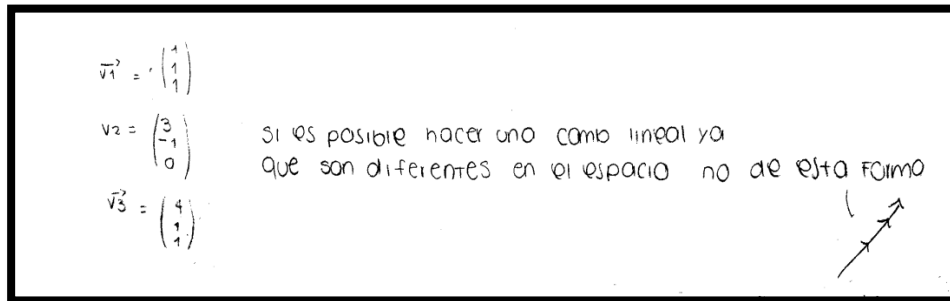 v1 = (1 1 1)
v2 = (3 -1 0)
si es posible hacer una comb lineal ya
que son diferentes en el espacio no de esta forma
v3 = (4 1 1)